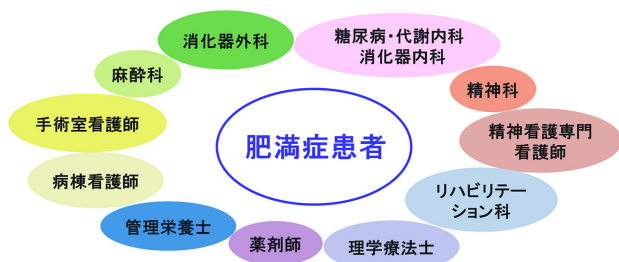 消化器外科
糖尿病・代謝内科
消化器内科
麻酔科
精神科
手術室看護師
精神看護専門
看護師
肥満症患者
病棟看護師
リハビリテー
ション科
管理栄養士
薬剤師
理学療法士